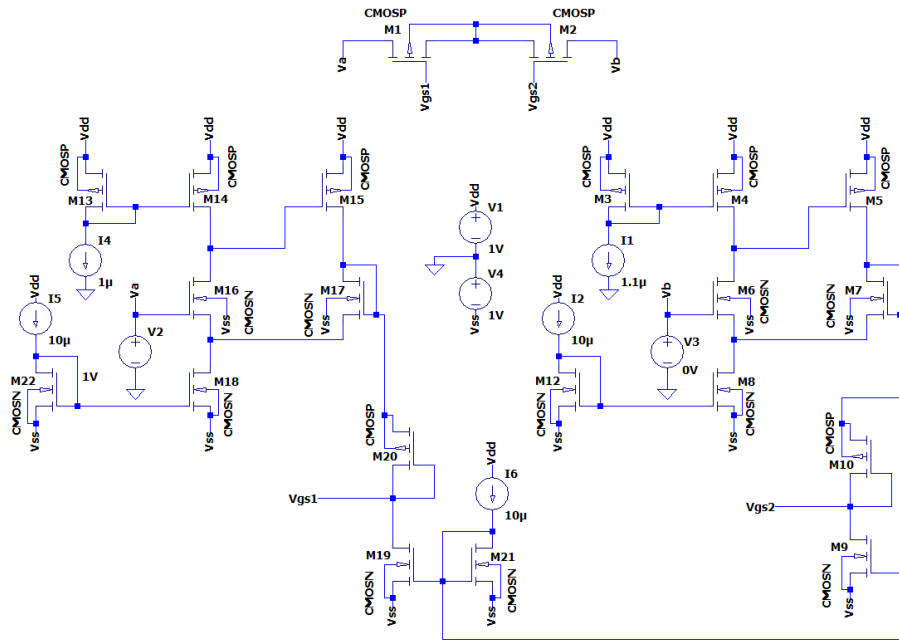 CMOSP
CMOSP
M1
M2
Va
Vgs1
Vgs2
Vb
Vdd
Vdd
Vdd
Vdd
Vdd
Vdd
CMOSP
CMOSN
CMOSP
CMOSP
CMOSN
CMOSP
M13
M14
M15
M3
M4
M5
Vdd
V1
1V
I4
1µ
V4
1V
Vss
I1
1.1µ
Vdd
I5
10µ
Va
M16
Vss
CMOSN
M17
Vss
CMOSN
Vdd
I2
10µ
Vb
M6
Vss
CMOSN
M7
Vss
CMOSN
V2
1V
V3
0V
M22
CMOSN
Vss
M18
CMOSN
Vss
M12
CMOSN
Vss
M8
CMOSN
Vss
CMOSP
M20
Vdd
I6
10µ
CMOSP
M10
Vgs1
Vgs2
M19
CMOSN
Vss
M21
CMOSN
Vss
M9
CMOSN
Vss